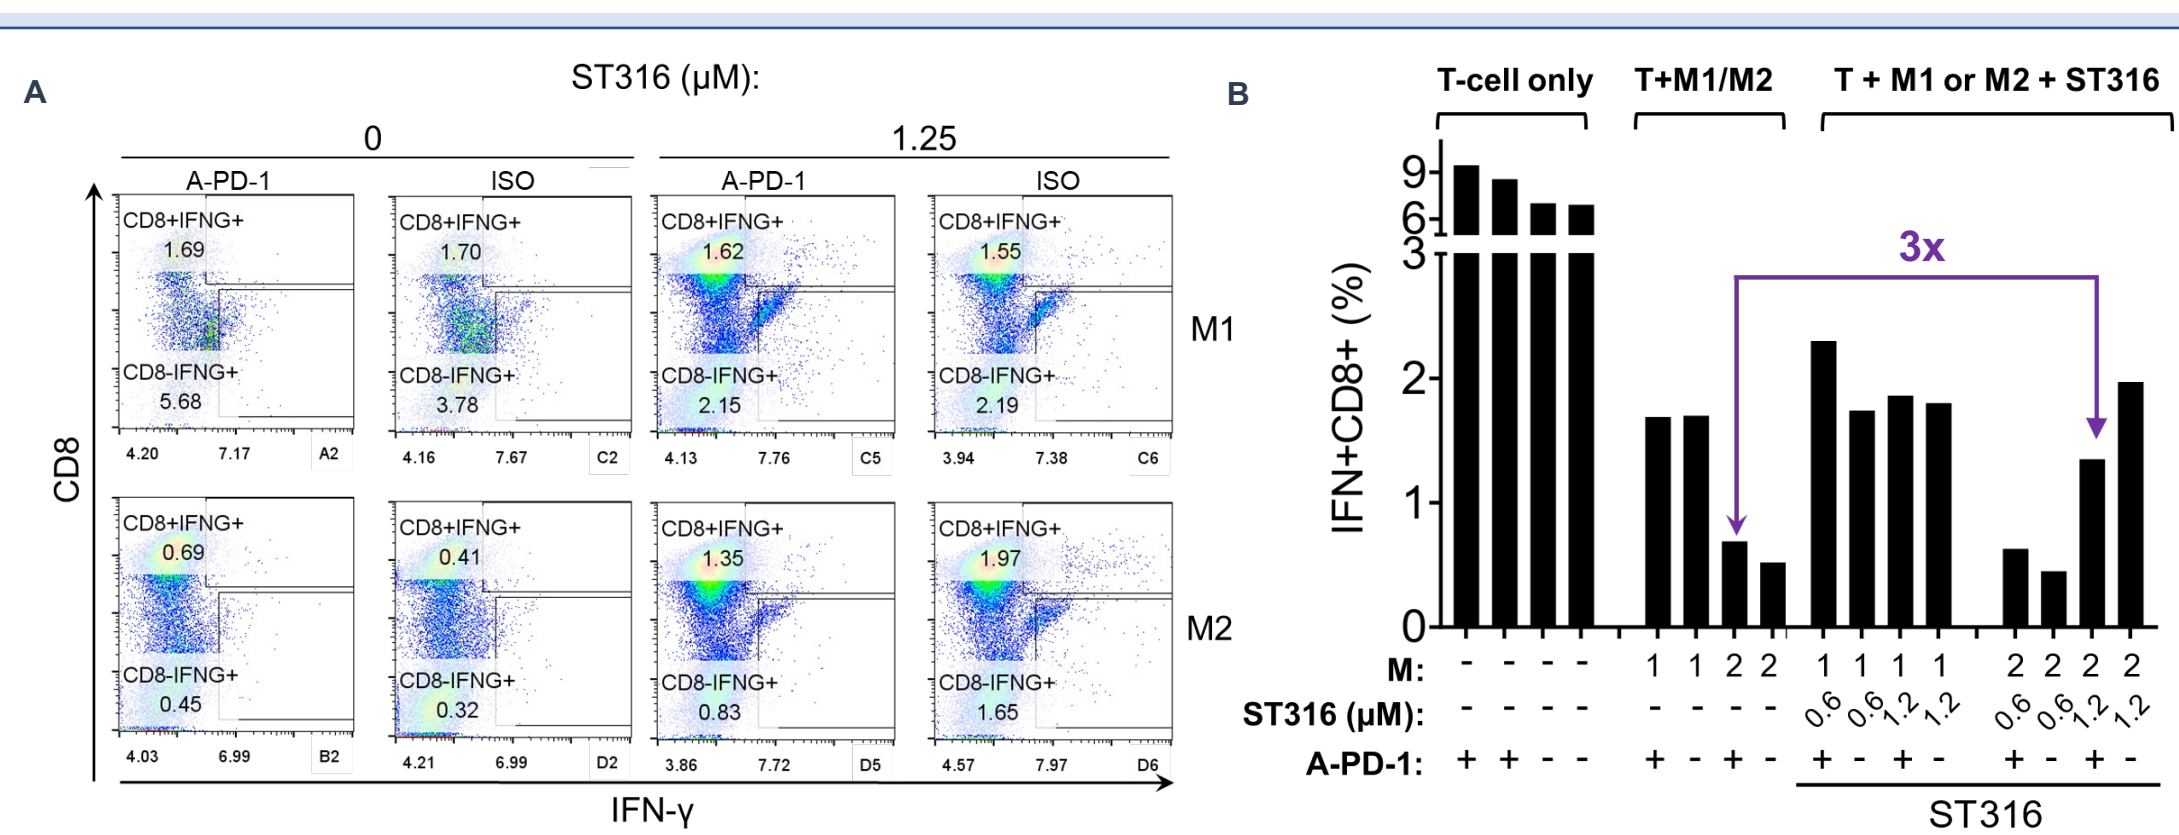 A
ST316 (µM):
0
1.25
A-PD-1
ISO
A-PD-1
ISO
CD8+IFNG+
1.69
CD8-IFNG+
5.68
4.20
7.17
A2
CD8+IFNG+
1.70
CD8-IFNG+
3.78
4.16
7.67
C2
CD8+IFNG+
1.62
CD8-IFNG+
2.15
4.13
7.76
C5
CD8+IFNG+
1.55
CD8-IFNG+
2.19
3.94
7.38
C6
M1
CD8+IFNG+
0.69
CD8-IFNG+
0.45
4.03
6.99
B2
CD8+IFNG+
0.41
CD8-IFNG+
0.32
4.21
6.99
D2
CD8+IFNG+
1.35
CD8-IFNG+
0.83
3.86
7.72
D5
CD8+IFNG+
1.97
CD8-IFNG+
1.65
4.57
7.97
D6
M2
CD8
IFN-γ
B
T-cell only
T+M1/M2
T + M1 or M2 + ST316
IFN+CD8+ (%)
9
6
3
2
1
0
3x
M: - - - - 1 1 2 2 1 1 1 1 2 2 2 2
ST316 (µM): - - - - - - - - 0.6 0.6 1.2 1.2 0.6 0.6 1.2 1.2
A-PD-1: + + - - + - + - + - + - + - + -
ST316